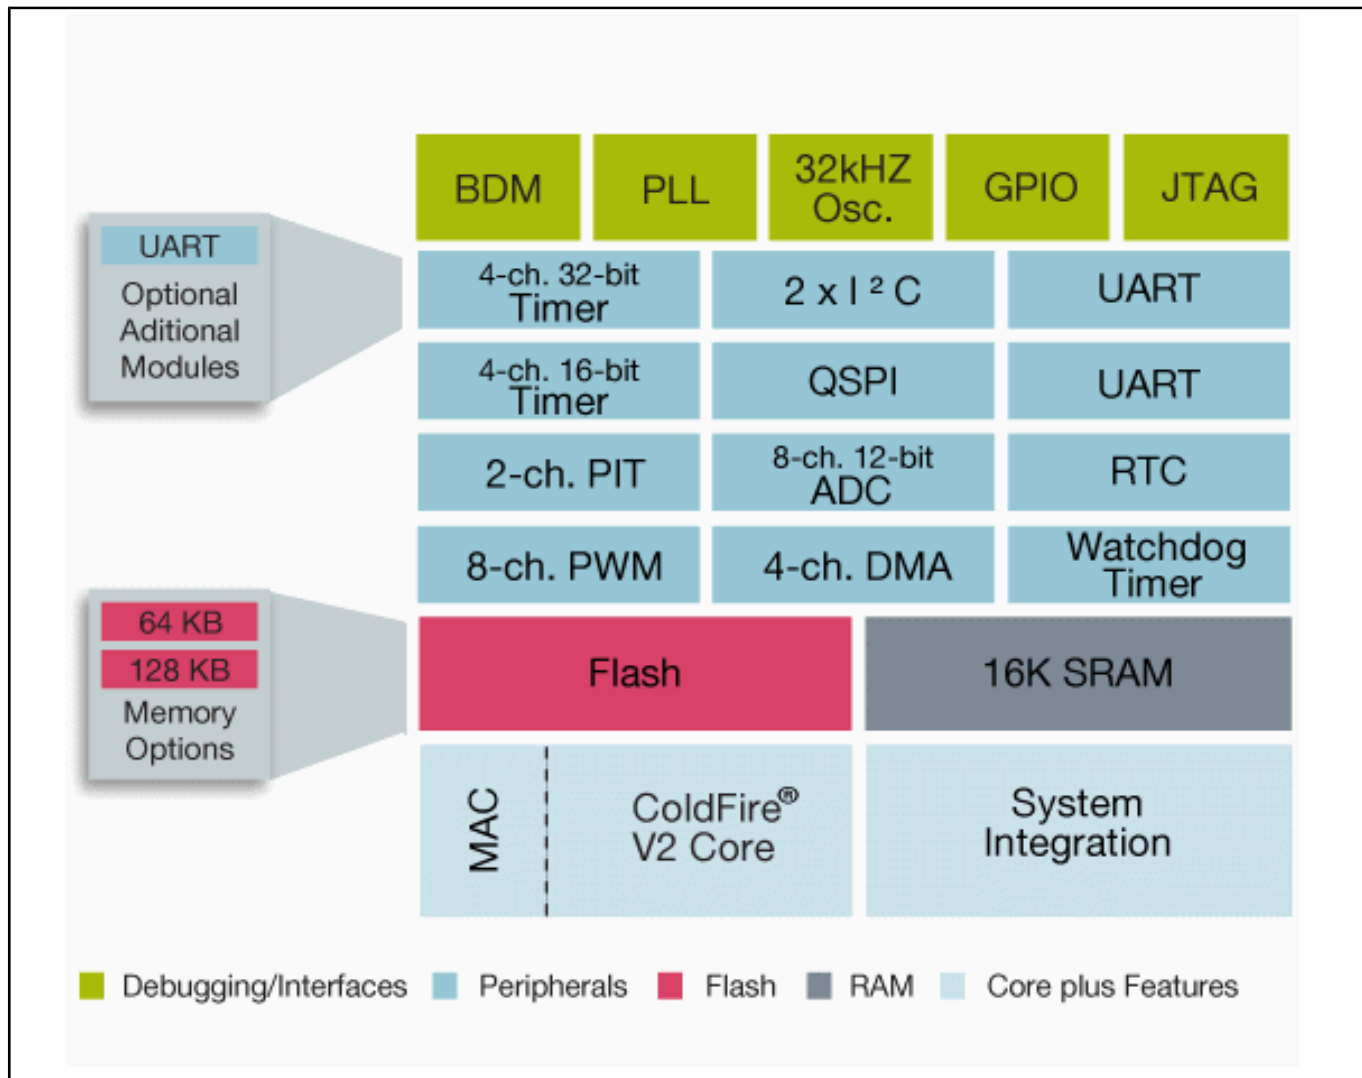 BDM
PLL
32kHZ
Osc.
GPIO
JTAG
UART
Optional
Aditional
Modules
4-ch. 32-bit
Timer
2 x I ² C
UART
4-ch. 16-bit
Timer
QSPI
UART
2-ch. PIT
8-ch. 12-bit
ADC
RTC
8-ch. PWM
4-ch. DMA
Watchdog
Timer
64 KB
128 KB
Memory
Options
Flash
16K SRAM
MAC
ColdFire®
V2 Core
System
Integration
Debugging/Interfaces
Peripherals
Flash
RAM
Core plus Features